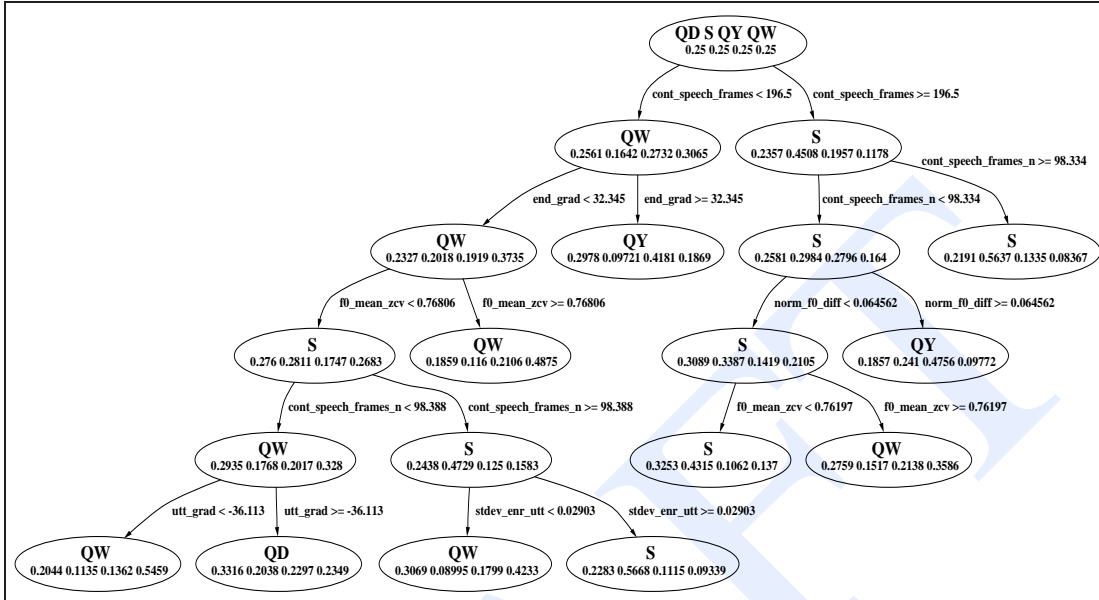 QD S QY QW
0.25 0.25 0.25 0.25
cont_speech_frames < 196.5
cont_speech_frames >= 196.5
QW
0.2561 0.1642 0.2732 0.3065
S
0.2357 0.4508 0.1957 0.1178
cont_speech_frames_n >= 98.334
end_grad < 32.345
end_grad >= 32.345
cont_speech_frames_n < 98.334
QW
0.2327 0.2018 0.1919 0.3735
QY
0.2978 0.09721 0.4181 0.1869
S
0.2581 0.2984 0.2796 0.164
S
0.2191 0.5637 0.1335 0.08367
f0_mean_zcv < 0.76806
f0_mean_zcv >= 0.76806
norm_f0_diff < 0.064562
norm_f0_diff >= 0.064562
S
0.276 0.2811 0.1747 0.2683
QW
0.1859 0.116 0.2106 0.4875
S
0.3089 0.3387 0.1419 0.2105
QY
0.1857 0.241 0.4756 0.09772
cont_speech_frames_n < 98.388
cont_speech_frames_n >= 98.388
f0_mean_zcv < 0.76197
f0_mean_zcv >= 0.76197
QW
0.2935 0.1768 0.2017 0.328
S
0.2438 0.4729 0.125 0.1583
S
0.3253 0.4315 0.1062 0.137
QW
0.2759 0.1517 0.2138 0.3586
utt_grad < -36.113
utt_grad >= -36.113
stdev_enr_utt < 0.02903
stdev_enr_utt >= 0.02903
QW
0.2044 0.1135 0.1362 0.5459
QD
0.3316 0.2038 0.2297 0.2349
QW
0.3069 0.08995 0.1799 0.4233
S
0.2283 0.5668 0.1115 0.09339